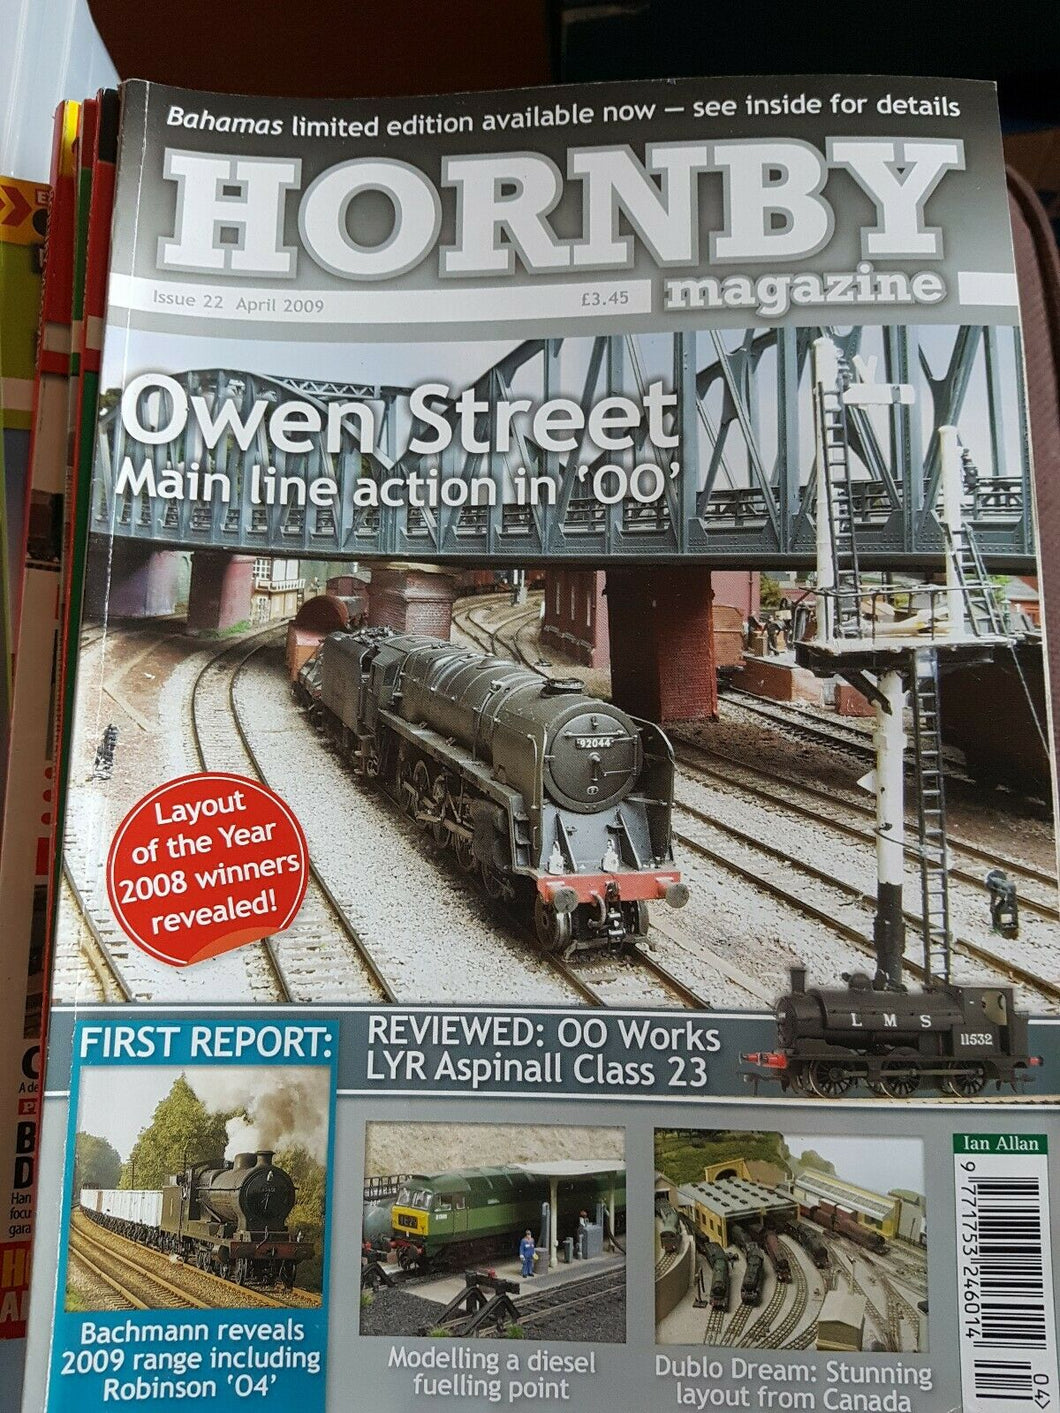 Bahamas limited edition available now — see inside for details
HORNBY
magazine
Issue 22 April 2009
£3.45
Owen Street
Main line action in ‘OO’
92044
Layout
of the Year
2008 winners
revealed!
FIRST REPORT:
REVIEWED: OO Works
LYR Aspinall Class 23
L M S
11532
Bachmann reveals
2009 range including
Robinson ‘O4’
Modelling a diesel
fuelling point
Dublo Dream: Stunning
layout from Canada
Ian Allan
9 771753 246014
04>